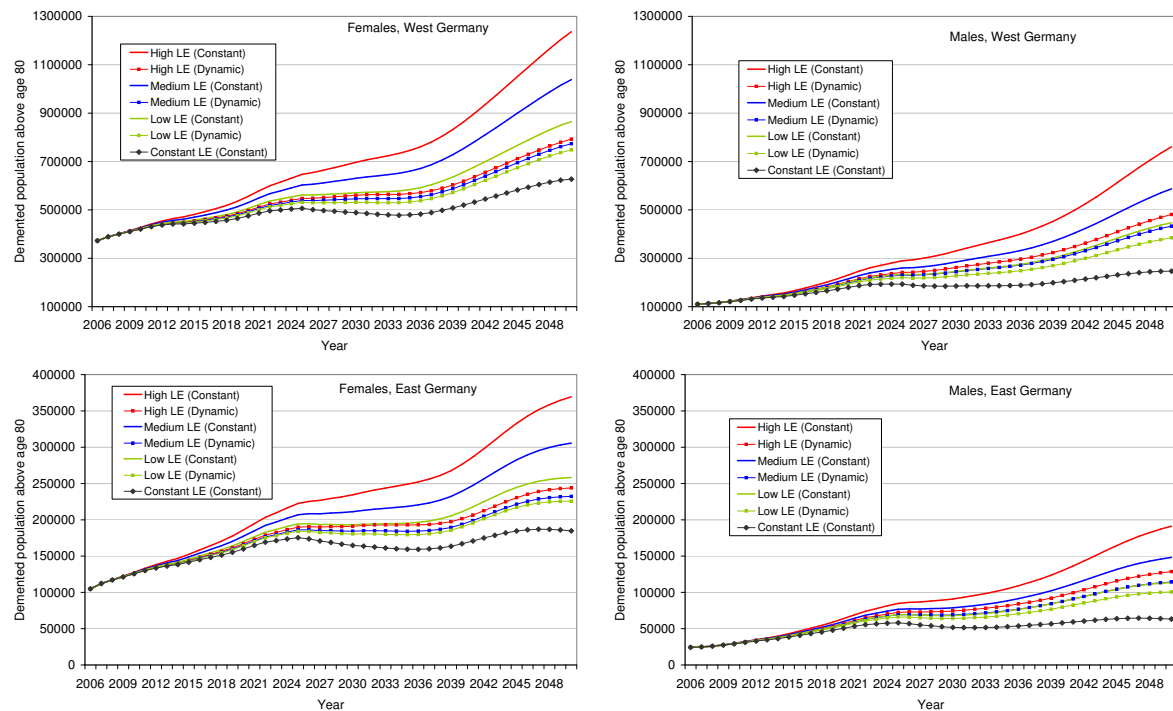 Females, West Germany
Demented population above age 80
1300000
1100000
900000
700000
500000
300000
100000
High LE (Constant)
High LE (Dynamic)
Medium LE (Constant)
Medium LE (Dynamic)
Low LE (Constant)
Low LE (Dynamic)
Constant LE (Constant)
2006 2009 2012 2015 2018 2021 2024 2027 2030 2033 2036 2039 2042 2045 2048
Year
Males, West Germany
Demented population above age 80
1300000
1100000
900000
700000
500000
300000
100000
High LE (Constant)
High LE (Dynamic)
Medium LE (Constant)
Medium LE (Dynamic)
Low LE (Constant)
Low LE (Dynamic)
Constant LE (Constant)
2006 2009 2012 2015 2018 2021 2024 2027 2030 2033 2036 2039 2042 2045 2048
Year
Females, East Germany
Demented population above age 80
400000
350000
300000
250000
200000
150000
100000
50000
0
High LE (Constant)
High LE (Dynamic)
Medium LE (Constant)
Medium LE (Dynamic)
Low LE (Constant)
Low LE (Dynamic)
Constant LE (Constant)
2006 2009 2012 2015 2018 2021 2024 2027 2030 2033 2036 2039 2042 2045 2048
Year
Males, East Germany
Demented population above age 80
400000
350000
300000
250000
200000
150000
100000
50000
0
High LE (Constant)
High LE (Dynamic)
Medium LE (Constant)
Medium LE (Dynamic)
Low LE (Constant)
Low LE (Dynamic)
Constant LE (Constant)
2006 2009 2012 2015 2018 2021 2024 2027 2030 2033 2036 2039 2042 2045 2048
Year